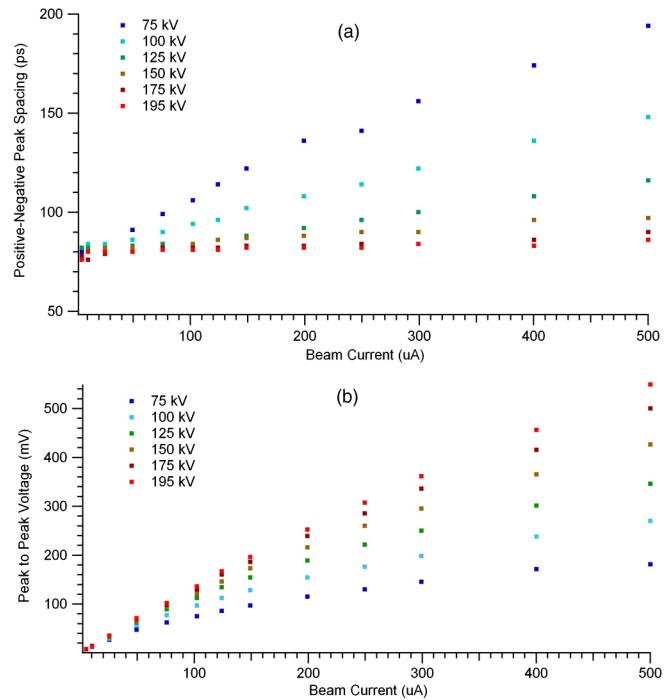 200
150
100
50
Positive-Negative Peak Spacing (ps)
(a)
75 kV
100 kV
125 kV
150 kV
175 kV
195 kV
100
200
300
400
500
Beam Current (uA)
500
400
300
200
100
Peak to Peak Voltage (mV)
(b)
75 kV
100 kV
125 kV
150 kV
175 kV
195 kV
100
200
300
400
500
Beam Current (uA)